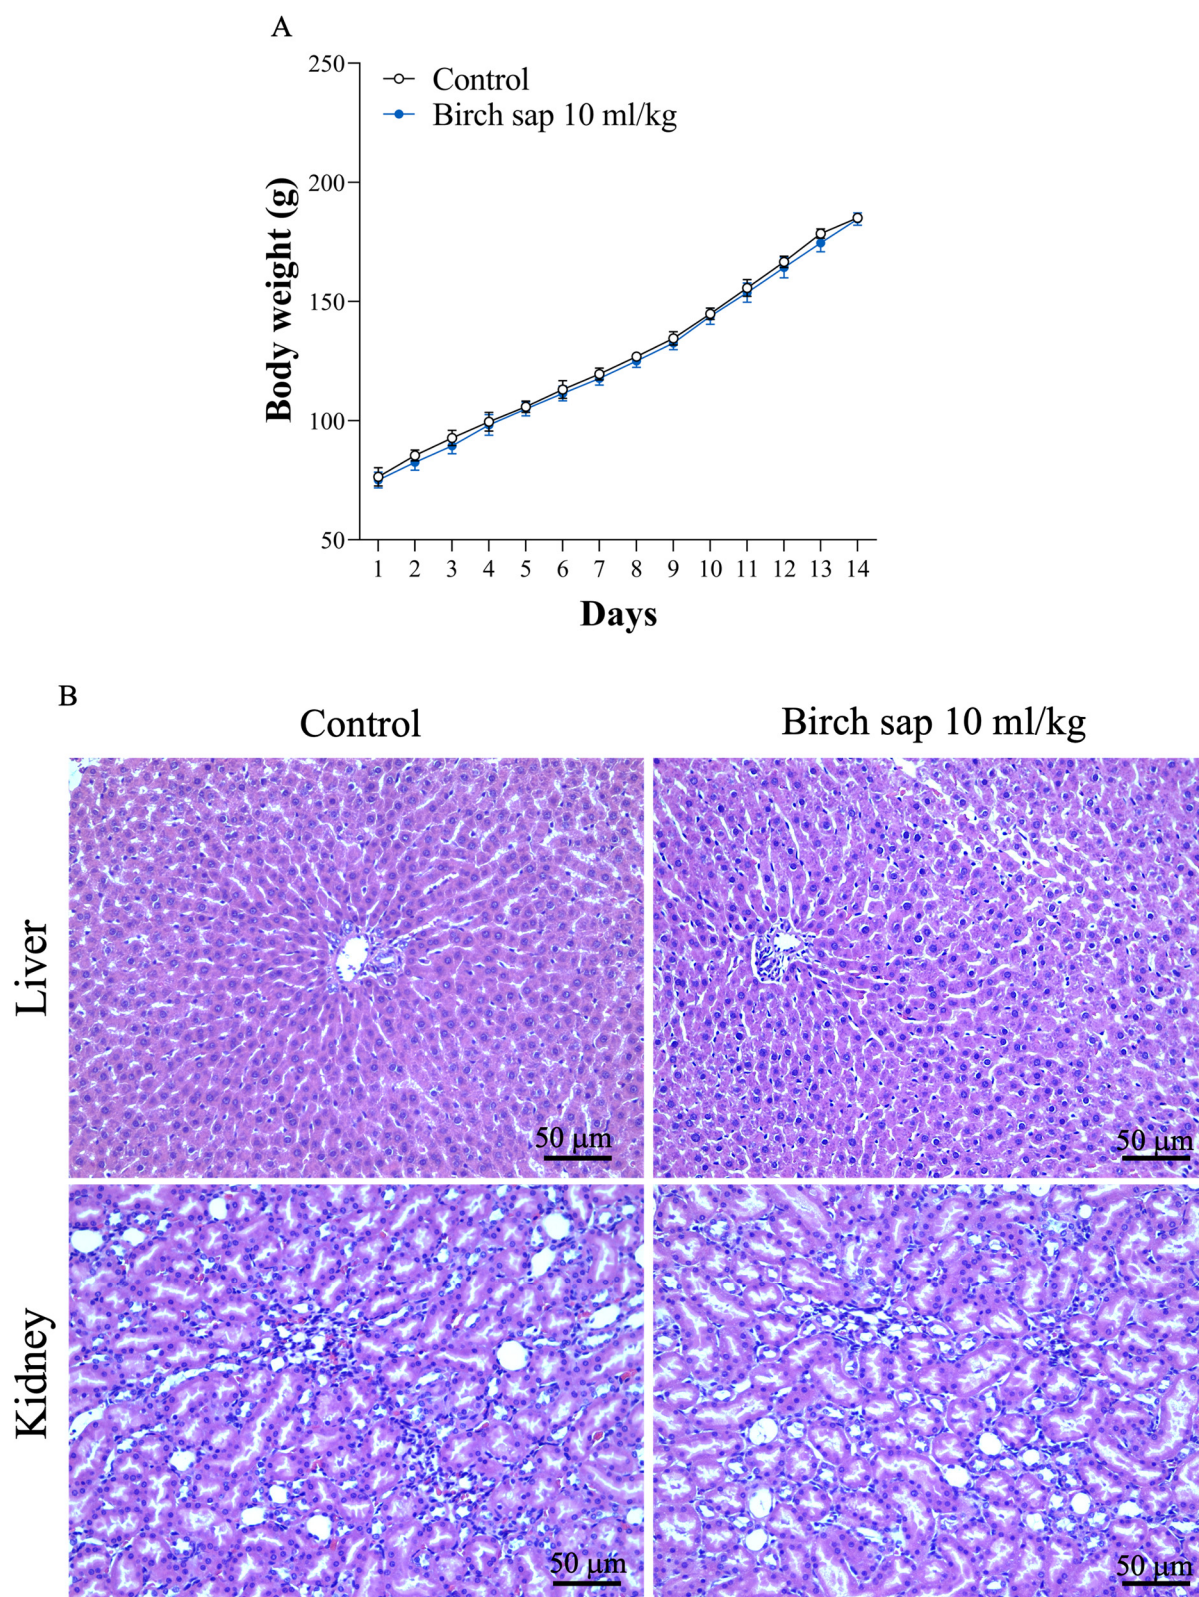 A
250
200
150
100
50
Body weight (g)
Control
Birch sap 10 ml/kg
1 2 3 4 5 6 7 8 9 10 11 12 13 14
Days
B
Control
Birch sap 10 ml/kg
Liver
50 μm
50 μm
Kidney
50 μm
50 μm